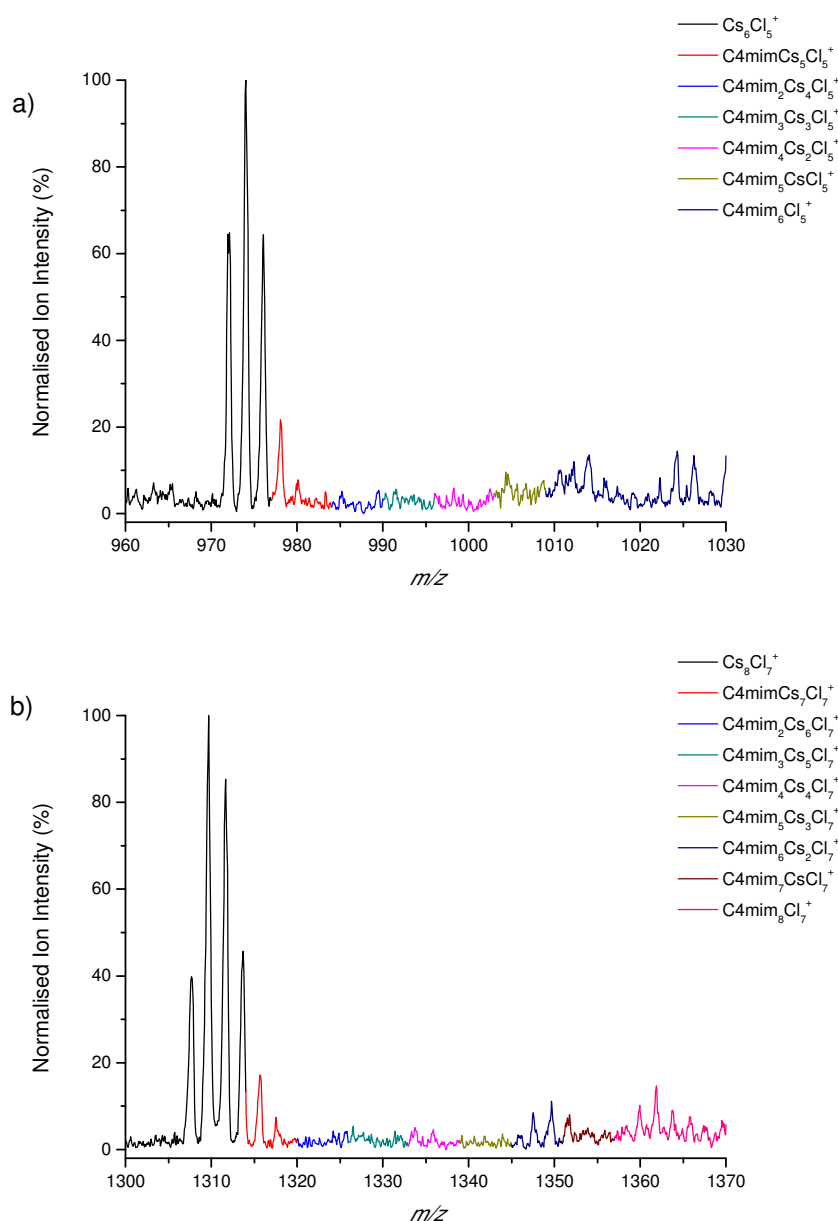 a)
Cs₆Cl₅⁺
C4mimCs₅Cl₅⁺
C4mim₂Cs₄Cl₅⁺
C4mim₃Cs₃Cl₅⁺
C4mim₄Cs₂Cl₅⁺
C4mim₅CsCl₅⁺
C4mim₆Cl₅⁺
Normalised Ion Intensity (%)
100
80
60
40
20
0
960 970 980 990 1000 1010 1020 1030
m/z
b)
Cs₈Cl₇⁺
C4mimCs₇Cl₇⁺
C4mim₂Cs₆Cl₇⁺
C4mim₃Cs₅Cl₇⁺
C4mim₄Cs₄Cl₇⁺
C4mim₅Cs₃Cl₇⁺
C4mim₆Cs₂Cl₇⁺
C4mim₇CsCl₇⁺
C4mim₈Cl₇⁺
Normalised Ion Intensity (%)
100
80
60
40
20
0
1300 1310 1320 1330 1340 1350 1360 1370
m/z